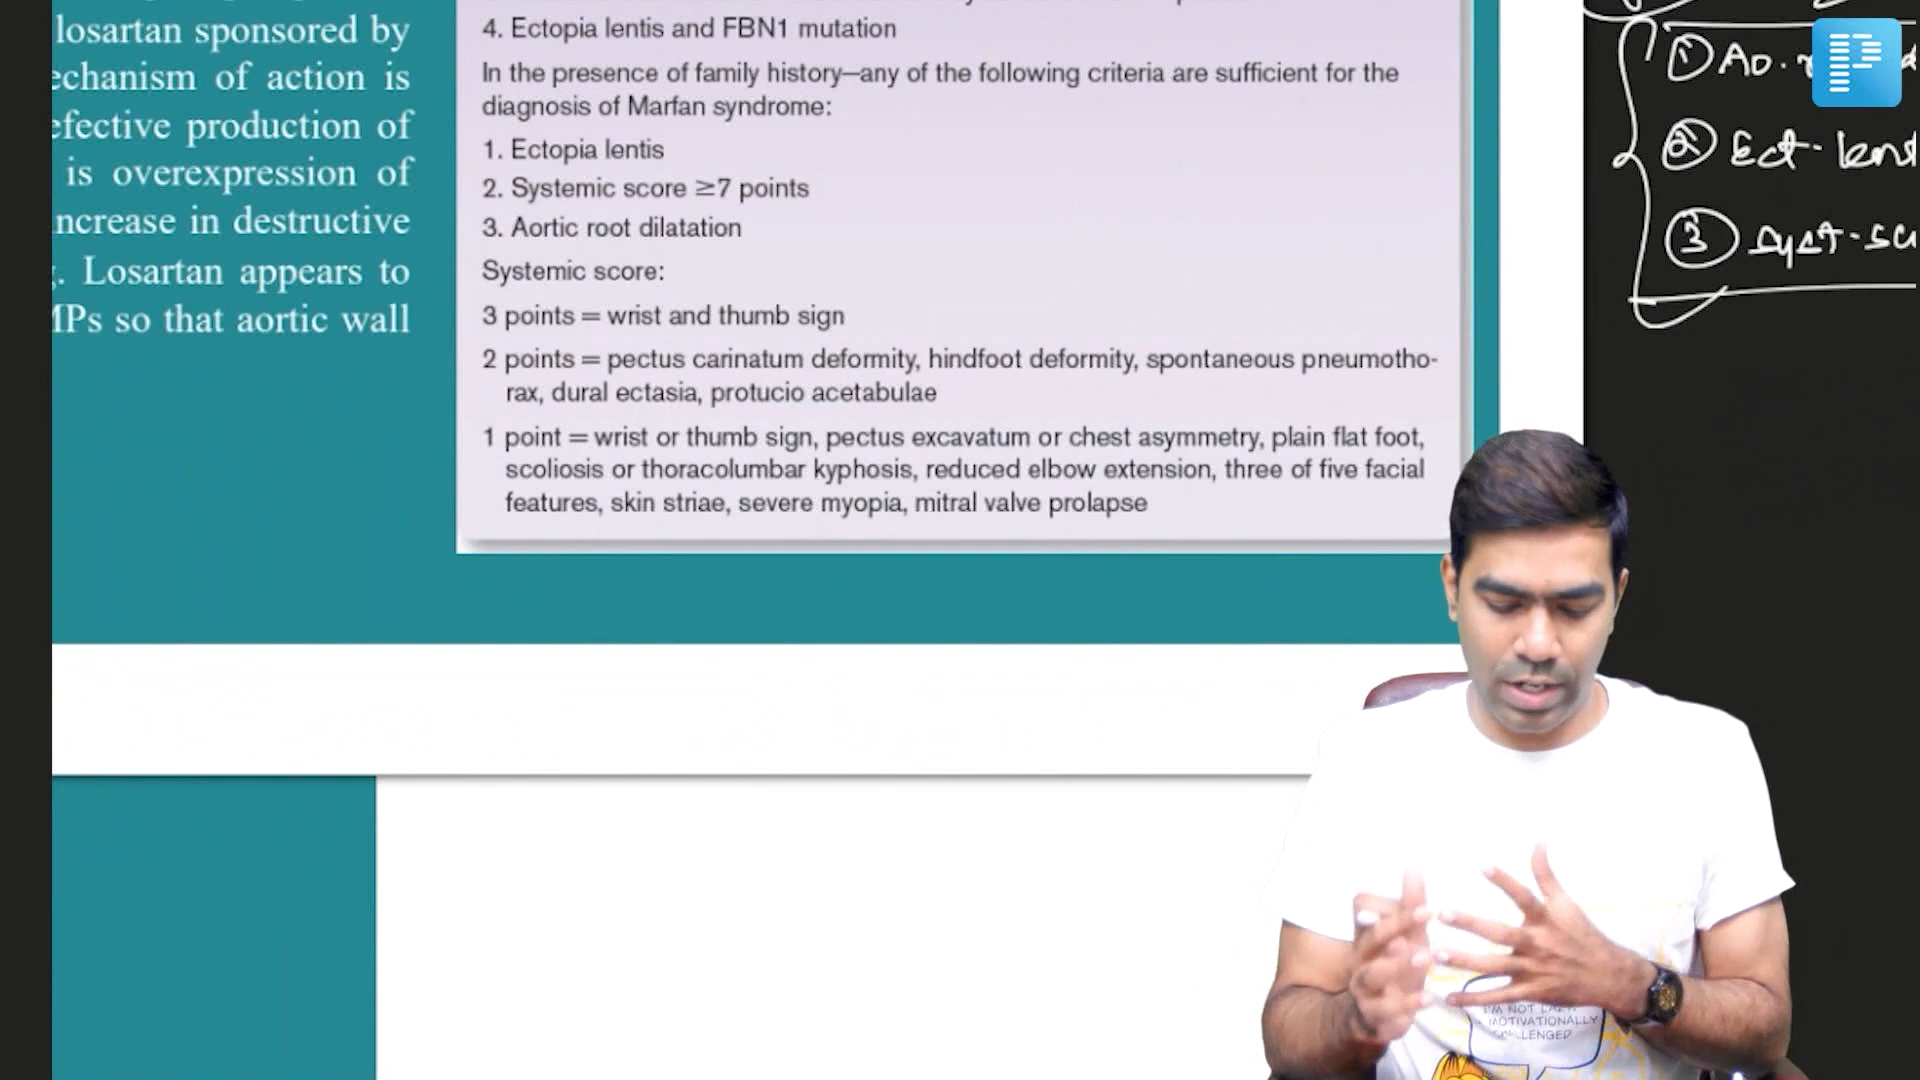 losartan sponsored by
echanism of action is
efective production of
is overexpression of
ncrease in destructive
. Losartan appears to
IPs so that aortic wall
4. Ectopia lentis and FBN1 mutation
In the presence of family history—any of the following criteria are sufficient for the
diagnosis of Marfan syndrome:
1. Ectopia lentis
2. Systemic score ≥7 points
3. Aortic root dilatation
Systemic score:
3 points = wrist and thumb sign
2 points = pectus carinatum deformity, hindfoot deformity, spontaneous pneumotho-
rax, dural ectasia, protucio acetabulae
1 point = wrist or thumb sign, pectus excavatum or chest asymmetry, plain flat foot,
scoliosis or thoracolumbar kyphosis, reduced elbow extension, three of five facial
features, skin striae, severe myopia, mitral valve prolapse
① Ao.
② Ect- lent
③ Syst-sc
I'M NOT LAZY
MOTIVATIONALLY
CHALLENGED